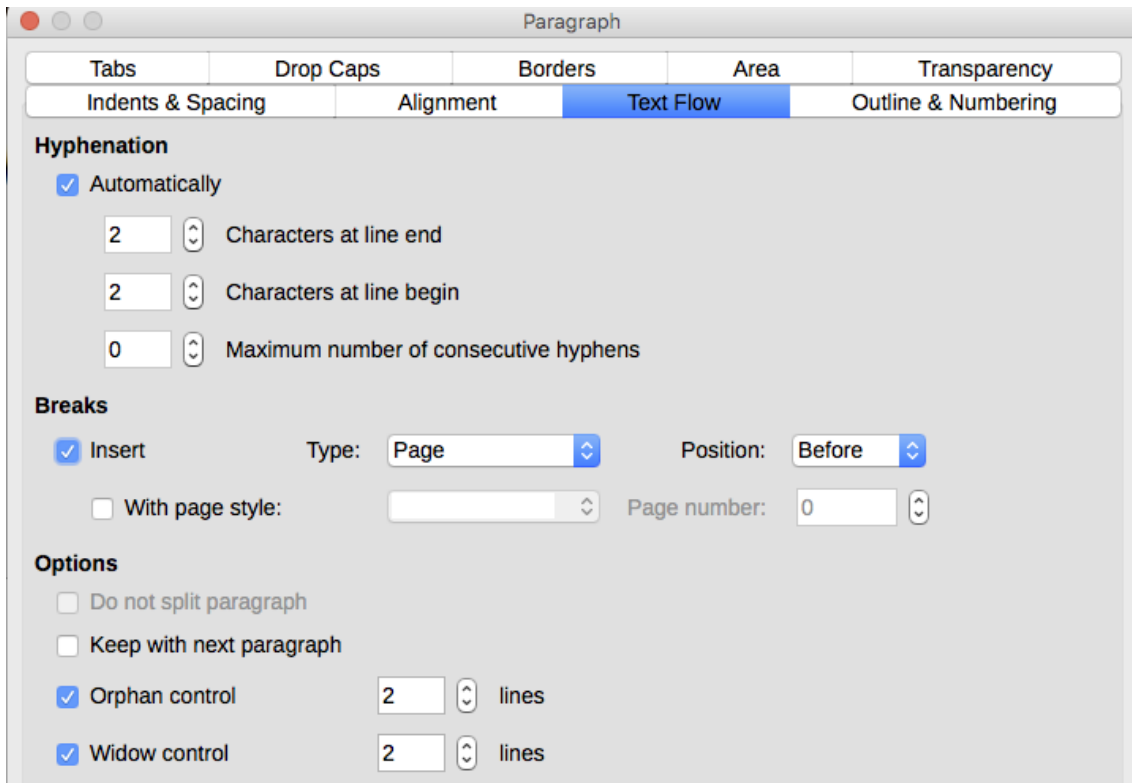 Paragraph
Tabs Drop Caps Borders Area Transparency
Indents & Spacing Alignment Text Flow Outline & Numbering
Hyphenation
Automatically
2 Characters at line end
2 Characters at line begin
0 Maximum number of consecutive hyphens
Breaks
Insert Type: Page Position: Before
With page style: Page number: 0
Options
Do not split paragraph
Keep with next paragraph
Orphan control 2 lines
Widow control 2 lines